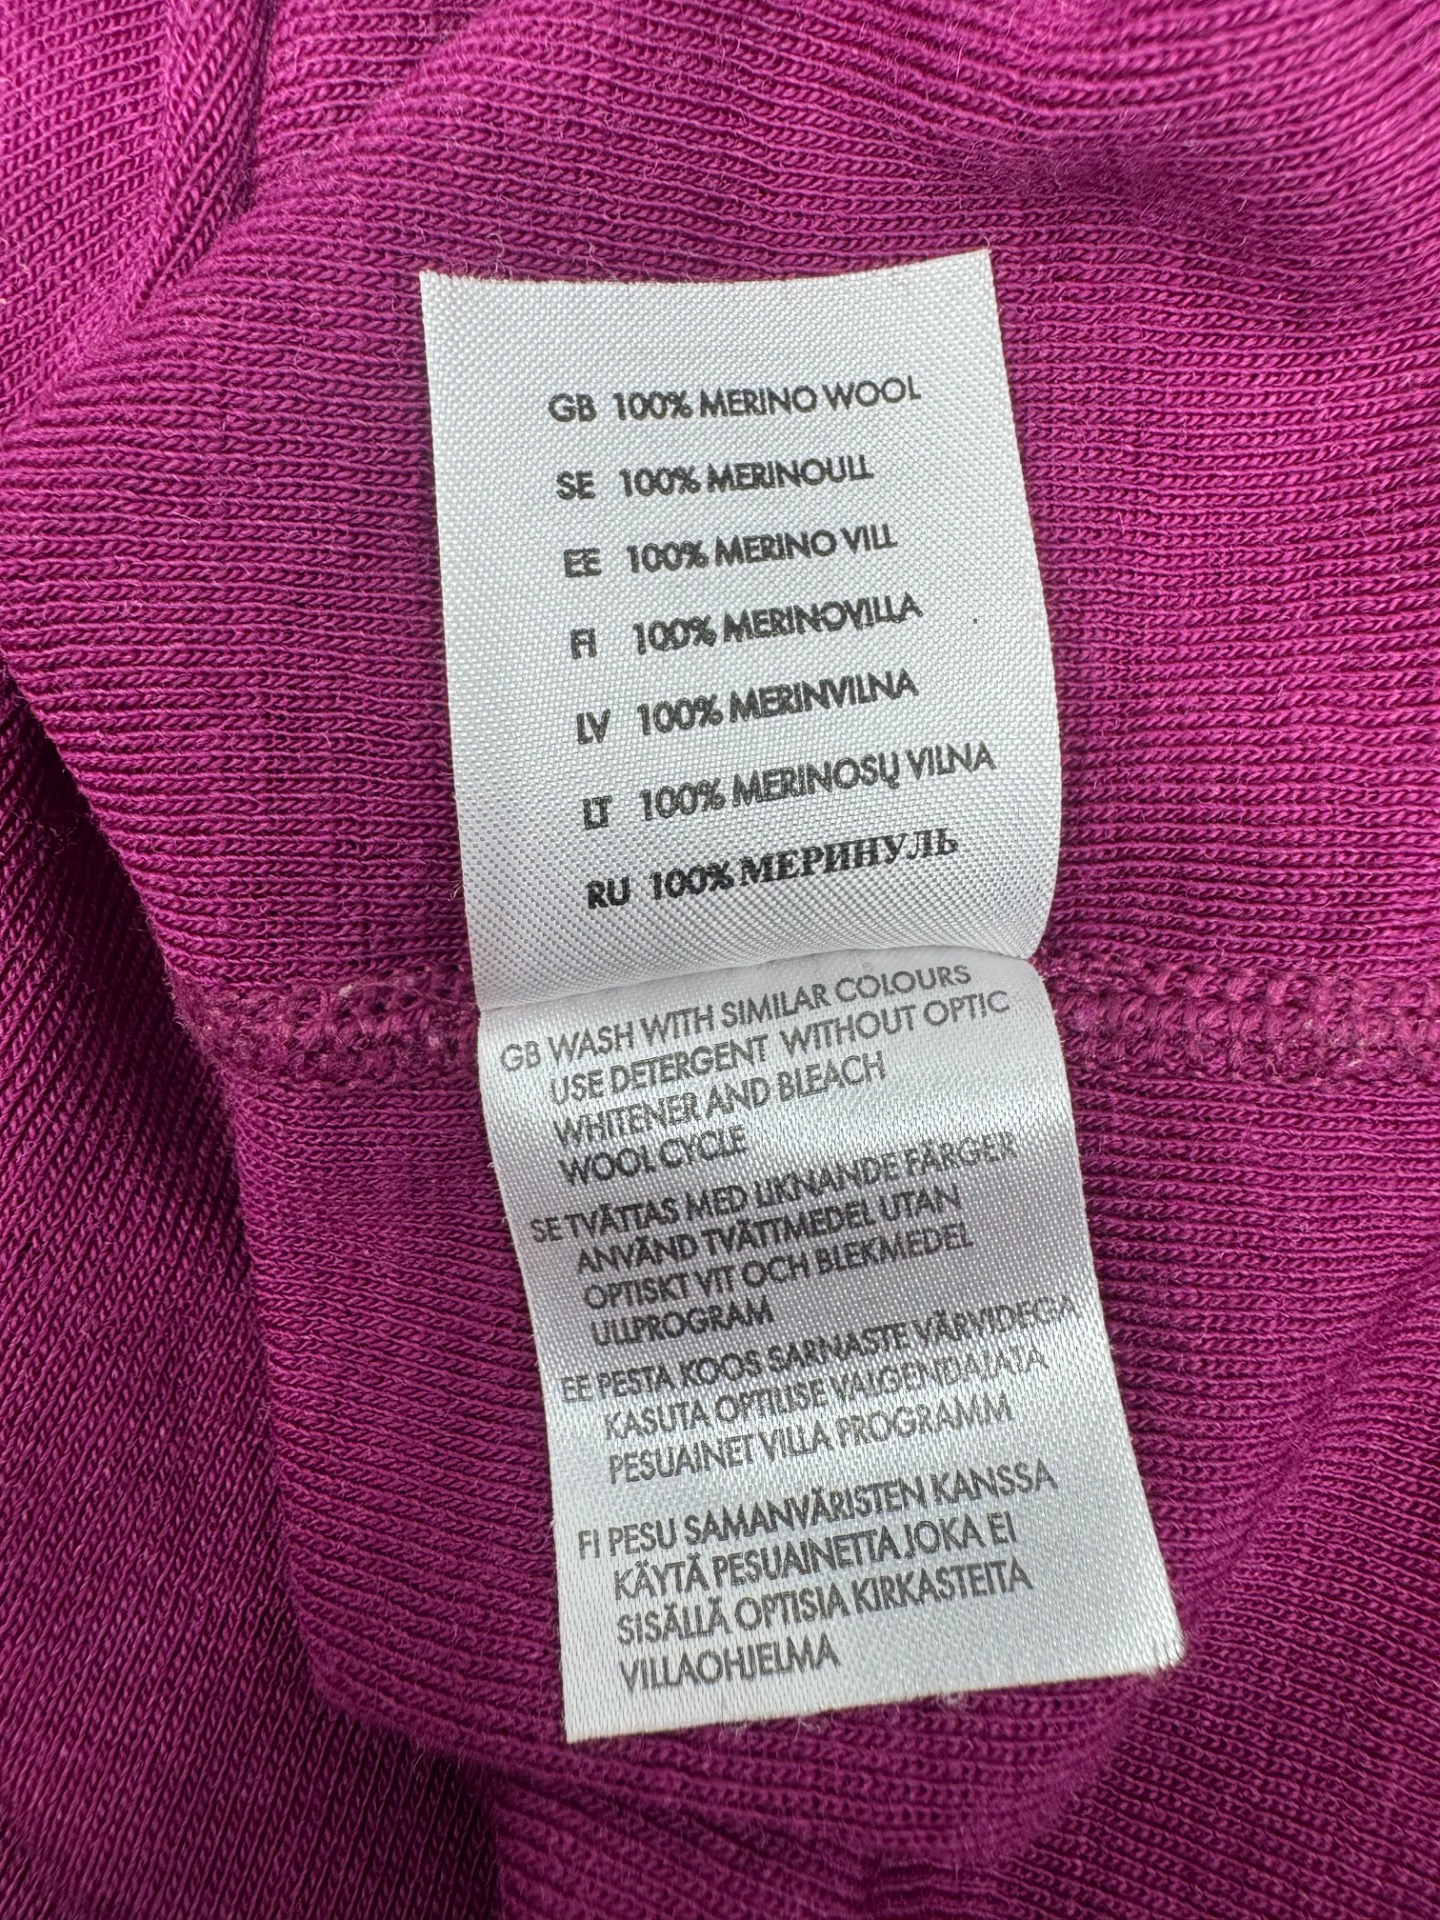 GB 100% MERINO WOOL
SE 100% MERINOULL
EE 100% MERINO VILL
FI 100% MERINOVILLA
LV 100% MERINVILNA
LT 100% MERINOSŲ VILNA
RU 100% МЕРИНУЛЬ
GB WASH WITH SIMILAR COLOURS
USE DETERGENT WITHOUT OPTIC
WHITENER AND BLEACH
WOOL CYCLE
SE TVÄTTAS MED LIKNANDE FÄRGER
ANVÄND TVÄTTMEDEL UTAN
OPTISKT VIT OCH BLEKMEDEL
ULLPROGRAM
EE PESTA KOOS SARNASTE VÄRVIDEGA
KASUTA OPTILISE VALGENDAJATA
PESUAINET VILLA PROGRAMM
FI PESU SAMANVÄRISTEN KANSSA
KÄYTÄ PESUAINETTA JOKA EI
SISÄLLÄ OPTISIA KIRKASTEITA
VILLAOHJELMA